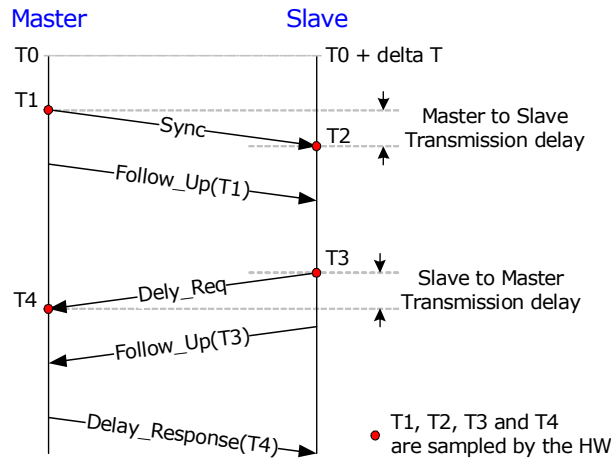 Master Slave
T0 T0 + delta T
T1
Sync
Master to Slave
Transmission delay
T2
Follow_Up(T1)
T3
Dely_Req
Slave to Master
Transmission delay
T4
Follow_Up(T3)
Delay_Response(T4)
T1, T2, T3 and T4
are sampled by the HW